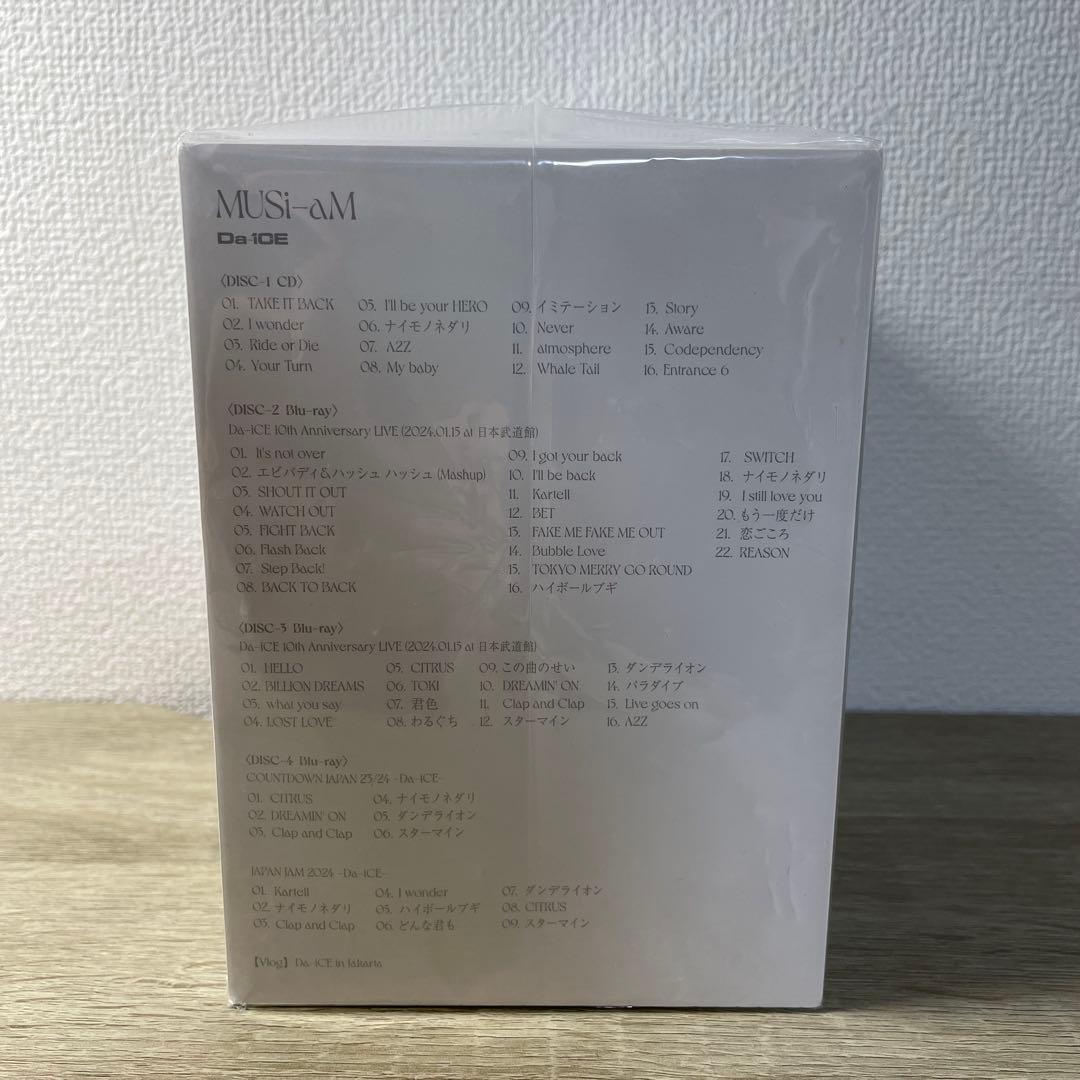 MUSi-aM
Da-iCE
〈DISC-1 CD〉
01. TAKE IT BACK
02. I wonder
03. Ride or Die
04. Your Turn
05. I'll be your HERO
06. ナイモノネダリ
07. A2Z
08. My baby
09. イミテーション
10. Never
11. atmosphere
12. Whale Tail
13. Story
14. Aware
15. Codependency
16. Entrance 6
〈DISC-2 Blu-ray〉
Da-iCE 10th Anniversary LIVE (2024.01.15 at 日本武道館)
01. It's not over
02. エビバディ&ハッシュ ハッシュ (Mashup)
03. SHOUT IT OUT
04. WATCH OUT
05. FIGHT BACK
06. Flash Back
07. Step Back!
08. BACK TO BACK
09. I got your back
10. I'll be back
11. Kartell
12. BET
13. FAKE ME FAKE ME OUT
14. Bubble Love
15. TOKYO MERRY GO ROUND
16. ハイボールブギ
17. SWITCH
18. ナイモノネダリ
19. I still love you
20. もう一度だけ
21. 恋ごころ
22. REASON
〈DISC-3 Blu-ray〉
Da-iCE 10th Anniversary LIVE (2024.01.15 at 日本武道館)
01. HELLO
02. BILLION DREAMS
03. what you say
04. LOST LOVE
05. CITRUS
06. TOKI
07. 君色
08. わるぐち
09. この曲のせい
10. DREAMIN' ON
11. Clap and Clap
12. スターマイン
13. ダンデライオン
14. パラダイブ
15. Live goes on
16. A2Z
〈DISC-4 Blu-ray〉
COUNTDOWN JAPAN 23/24 -Da-iCE-
01. CITRUS
02. DREAMIN' ON
03. Clap and Clap
04. ナイモノネダリ
05. ダンデライオン
06. スターマイン
JAPAN JAM 2024 -Da-iCE-
01. Kartell
02. ナイモノネダリ
03. Clap and Clap
04. I wonder
05. ハイボールブギ
06. どんな君も
07. ダンデライオン
08. CITRUS
09. スターマイン
【Vlog】Da-iCE in Jakarta